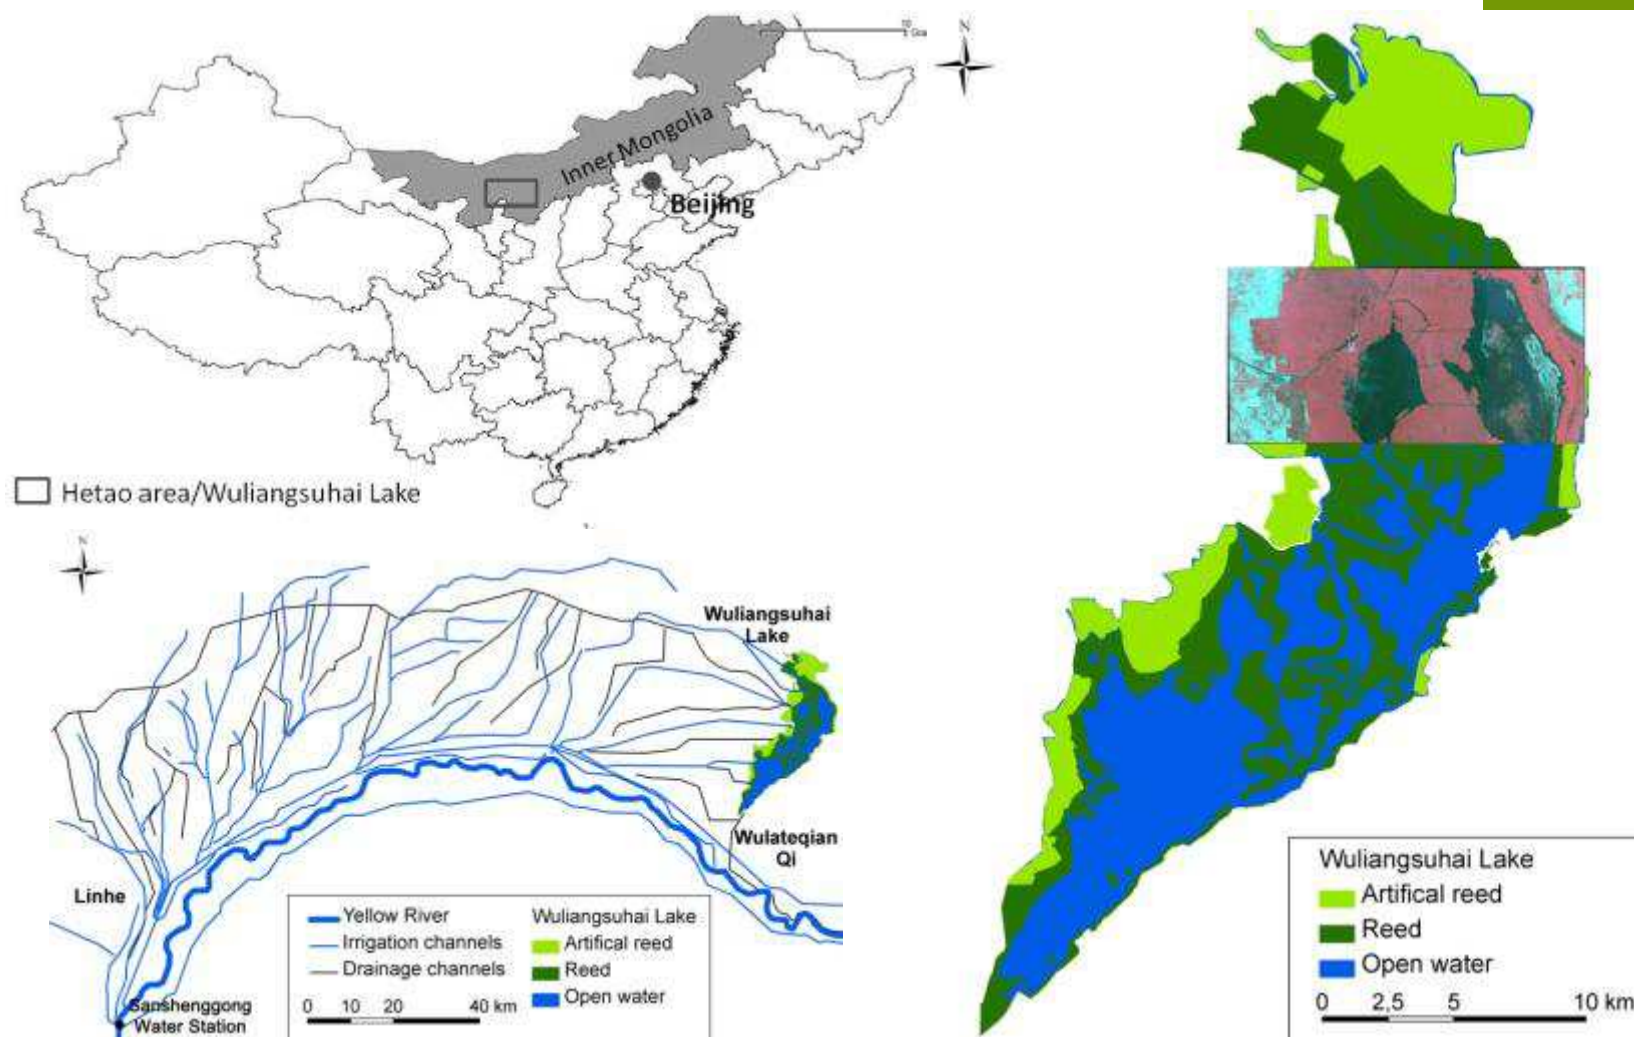 N
Inner Mongolia
Beijing
Hetao area/Wuliangsuhai Lake
N
Wuliangsuhai
Lake
Wulateqian
Qi
Linhe
Sanshenggong
Water Station
Yellow River
Irrigation channels
Drainage channels
0 10 20 40 km
Wuliangsuhai Lake
Artifical reed
Reed
Open water
Wuliangsuhai Lake
Artifical reed
Reed
Open water
0 2,5 5 10 km